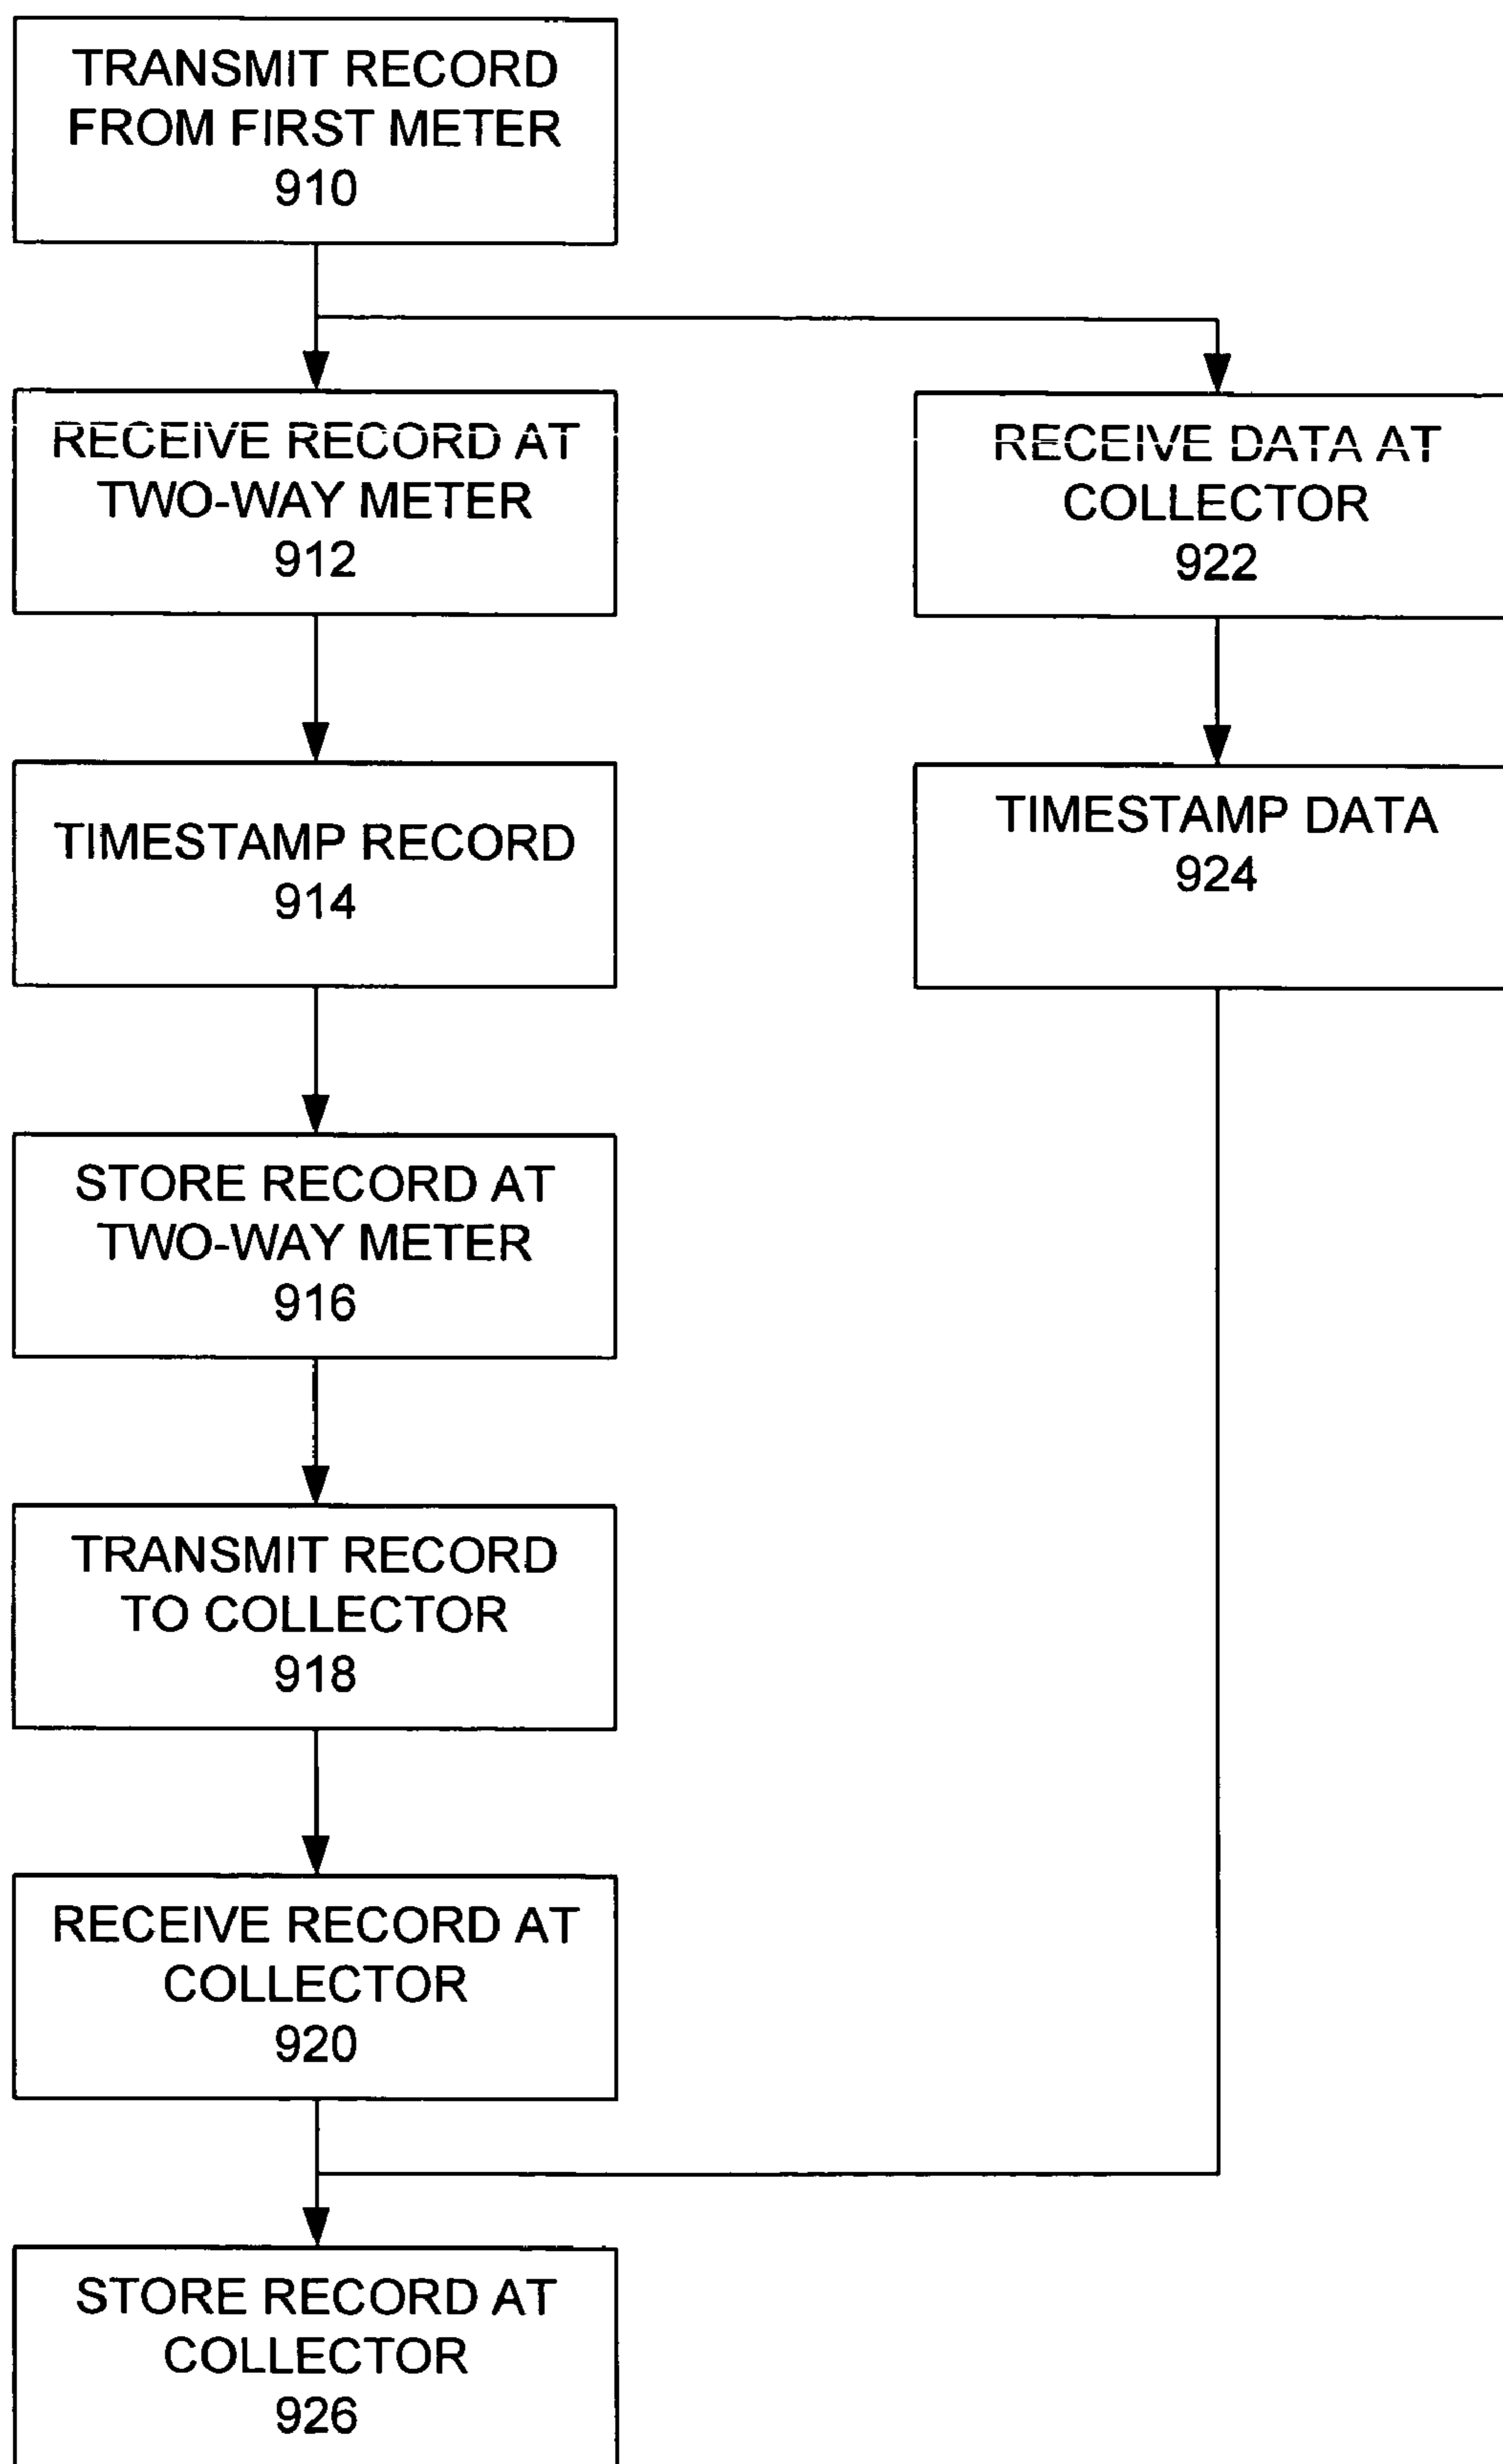 TRANSMIT RECORD
FROM FIRST METER
910
RECEIVE RECORD AT
TWO-WAY METER
912
RECEIVE DATA AT
COLLECTOR
922
TIMESTAMP RECORD
914
TIMESTAMP DATA
924
STORE RECORD AT
TWO-WAY METER
916
TRANSMIT RECORD
TO COLLECTOR
918
RECEIVE RECORD AT
COLLECTOR
920
STORE RECORD AT
COLLECTOR
926